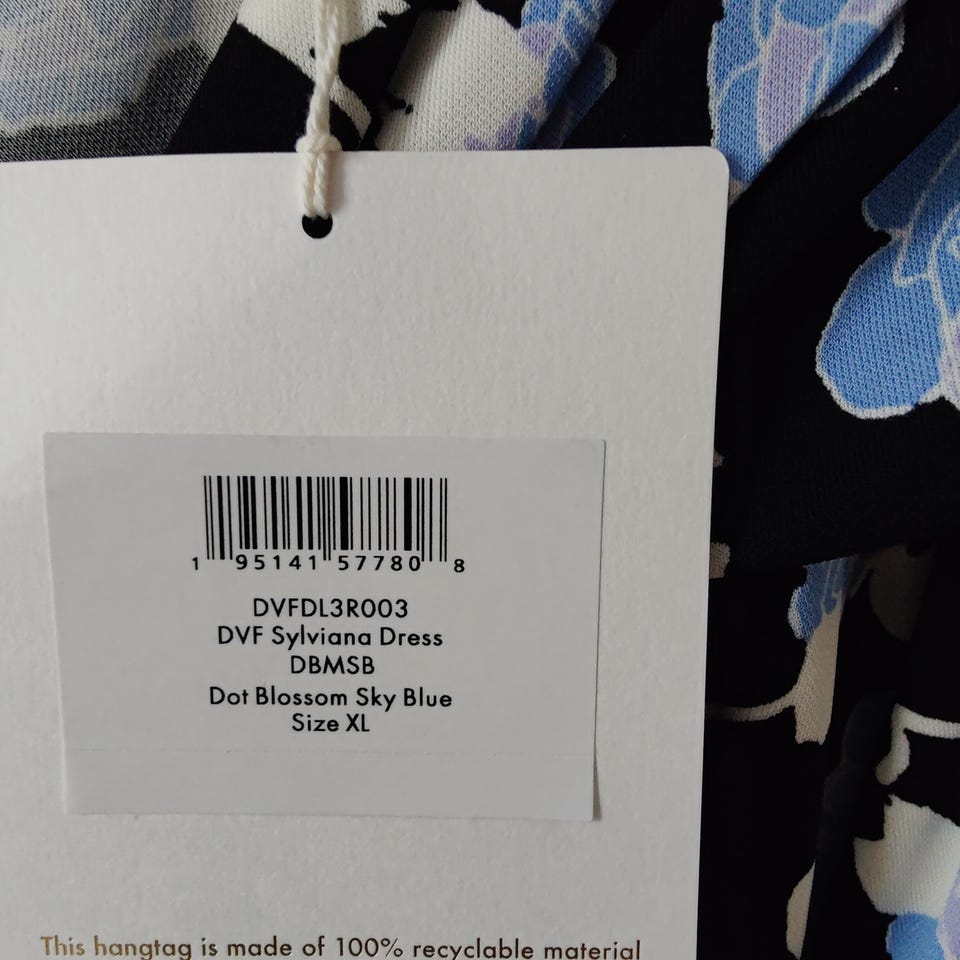 1 95141 57780 8
DVFDL3R003
DVF Sylviana Dress
DBMSB
Dot Blossom Sky Blue
Size XL
This hangtag is made of 100% recyclable material